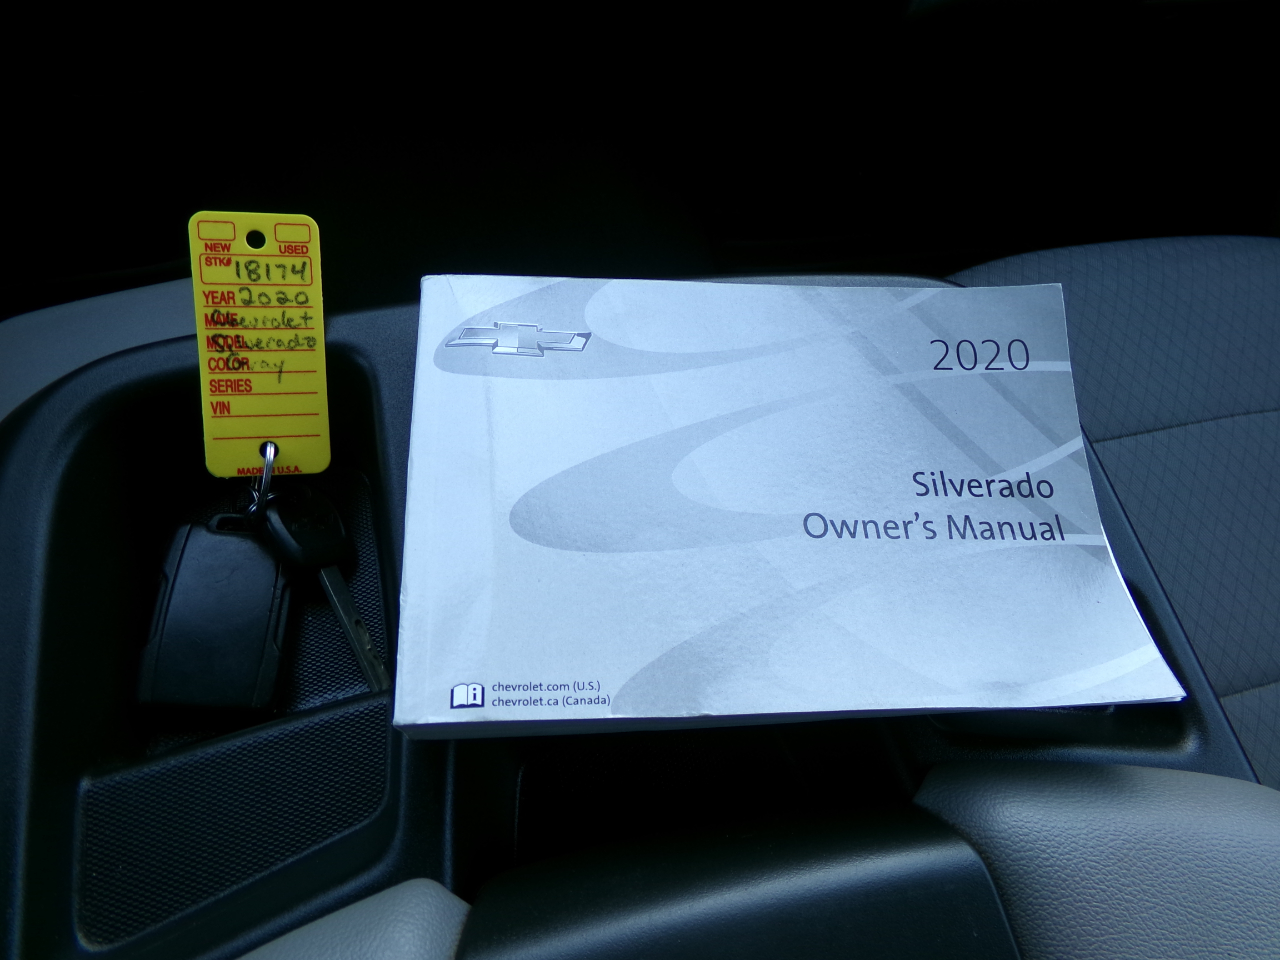 NEW USED
STK# 18174
YEAR 2020
MAKE Chevrolet
MODEL Silverado
COLOR Gray
SERIES
VIN
MADE IN U.S.A.
2020
Silverado
Owner's Manual
chevrolet.com (U.S.)
chevrolet.ca (Canada)